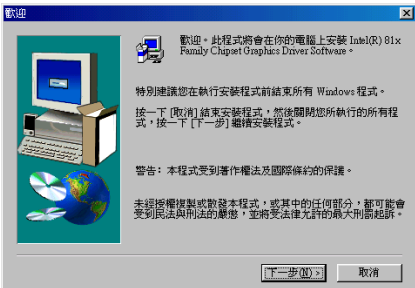 歡迎
歡迎。此程式將會在你的電腦上安裝 Intel(R) 81x
Family Chipset Graphics Driver Software。
特別建議您在執行安裝程式前結束所有 Windows 程式。
按一下 [取消] 結束安裝程式，然後關閉您所執行的所有程
式，按一下 [下一步] 繼續安裝程式。
警告：本程式受到著作權法及國際條約的保護。
未經授權複製或散發本程式，或其中的任何部分，都可能會
受到民法與刑法的嚴懲，並將受法律允許的最大刑罰起訴。
下一步(N) >
取消